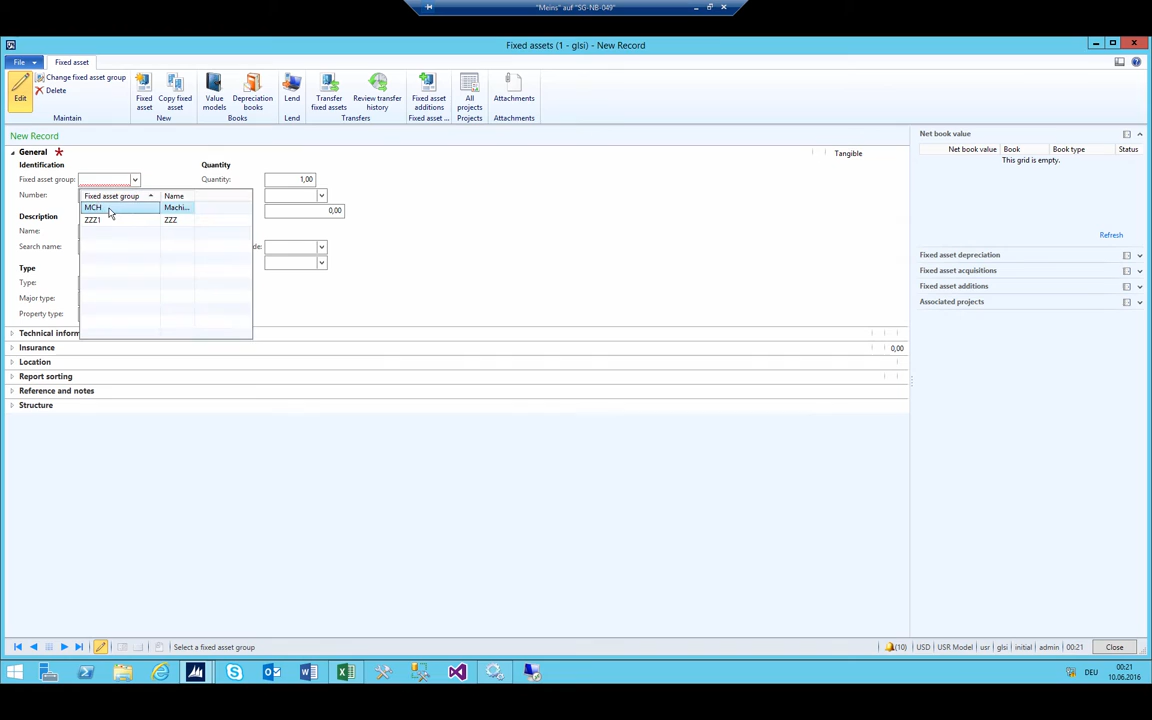 "Meins" auf "SG-NB-049"
Fixed assets (1 - glsi) - New Record
File Fixed asset
Edit Change fixed asset group Delete Fixed asset Copy fixed asset Value models Depreciation books Lend Transfer fixed assets Review transfer history Fixed asset additions All projects Attachments
Maintain New Books Lend Transfers Fixed asset ... Projects Attachments
New Record
General * Tangible
Identification Quantity
Fixed asset group: Quantity: 1,00
Number:
Fixed asset group Name
MCH Machi...
ZZZ1 ZZZ
Description 0,00
Name:
Search name: de:
Type
Type:
Major type:
Property type:
Technical inform
Insurance 0,00
Location
Report sorting
Reference and notes
Structure
Net book value
Net book value Book Book type Status
This grid is empty.
Refresh
Fixed asset depreciation
Fixed asset acquisitions
Fixed asset additions
Associated projects
Select a fixed asset group (10) USD USR Model usr glsi initial admin 00:21 Close
DEU 00:21
10.06.2016